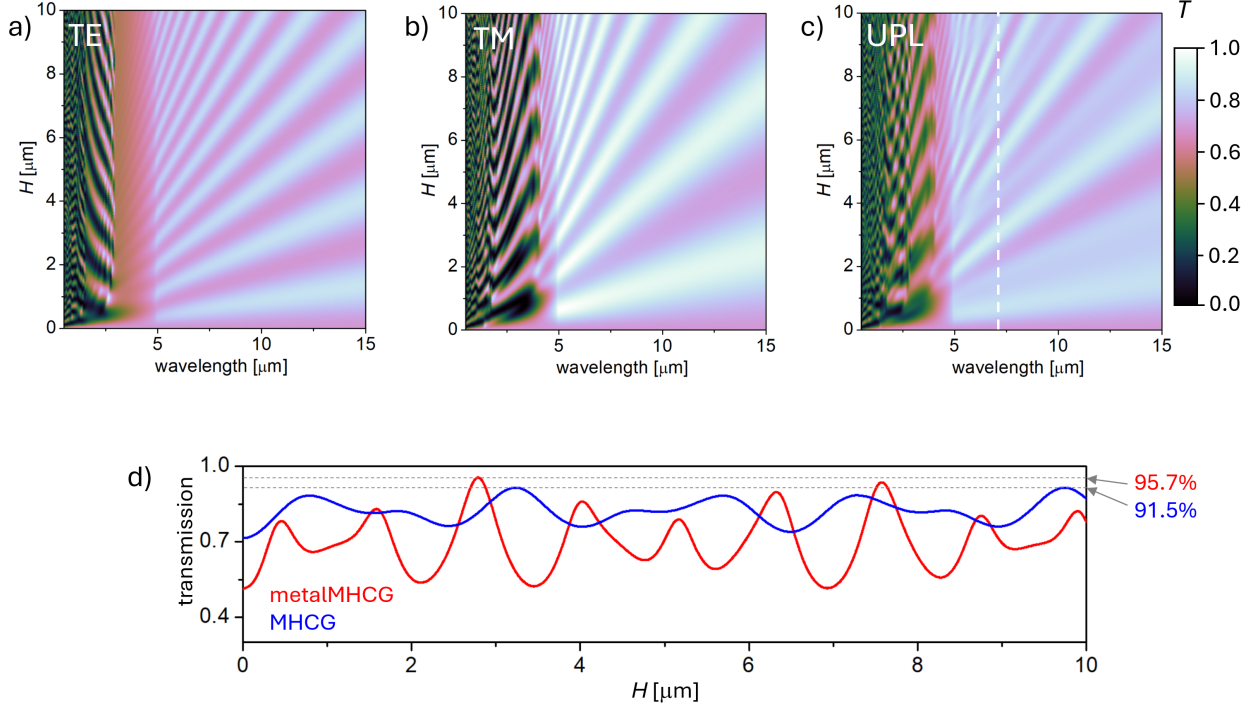 a) TE
H [μm]
10
8
6
4
2
0
5 10 15
wavelength [μm]
b) TM
H [μm]
10
8
6
4
2
0
5 10 15
wavelength [μm]
c) UPL
H [μm]
10
8
6
4
2
0
5 10 15
wavelength [μm]
T
1.0
0.8
0.6
0.4
0.2
0.0
d)
transmission
1.0
0.7
0.4
metalMHCG
MHCG
95.7%
91.5%
0 2 4 6 8 10
H [μm]